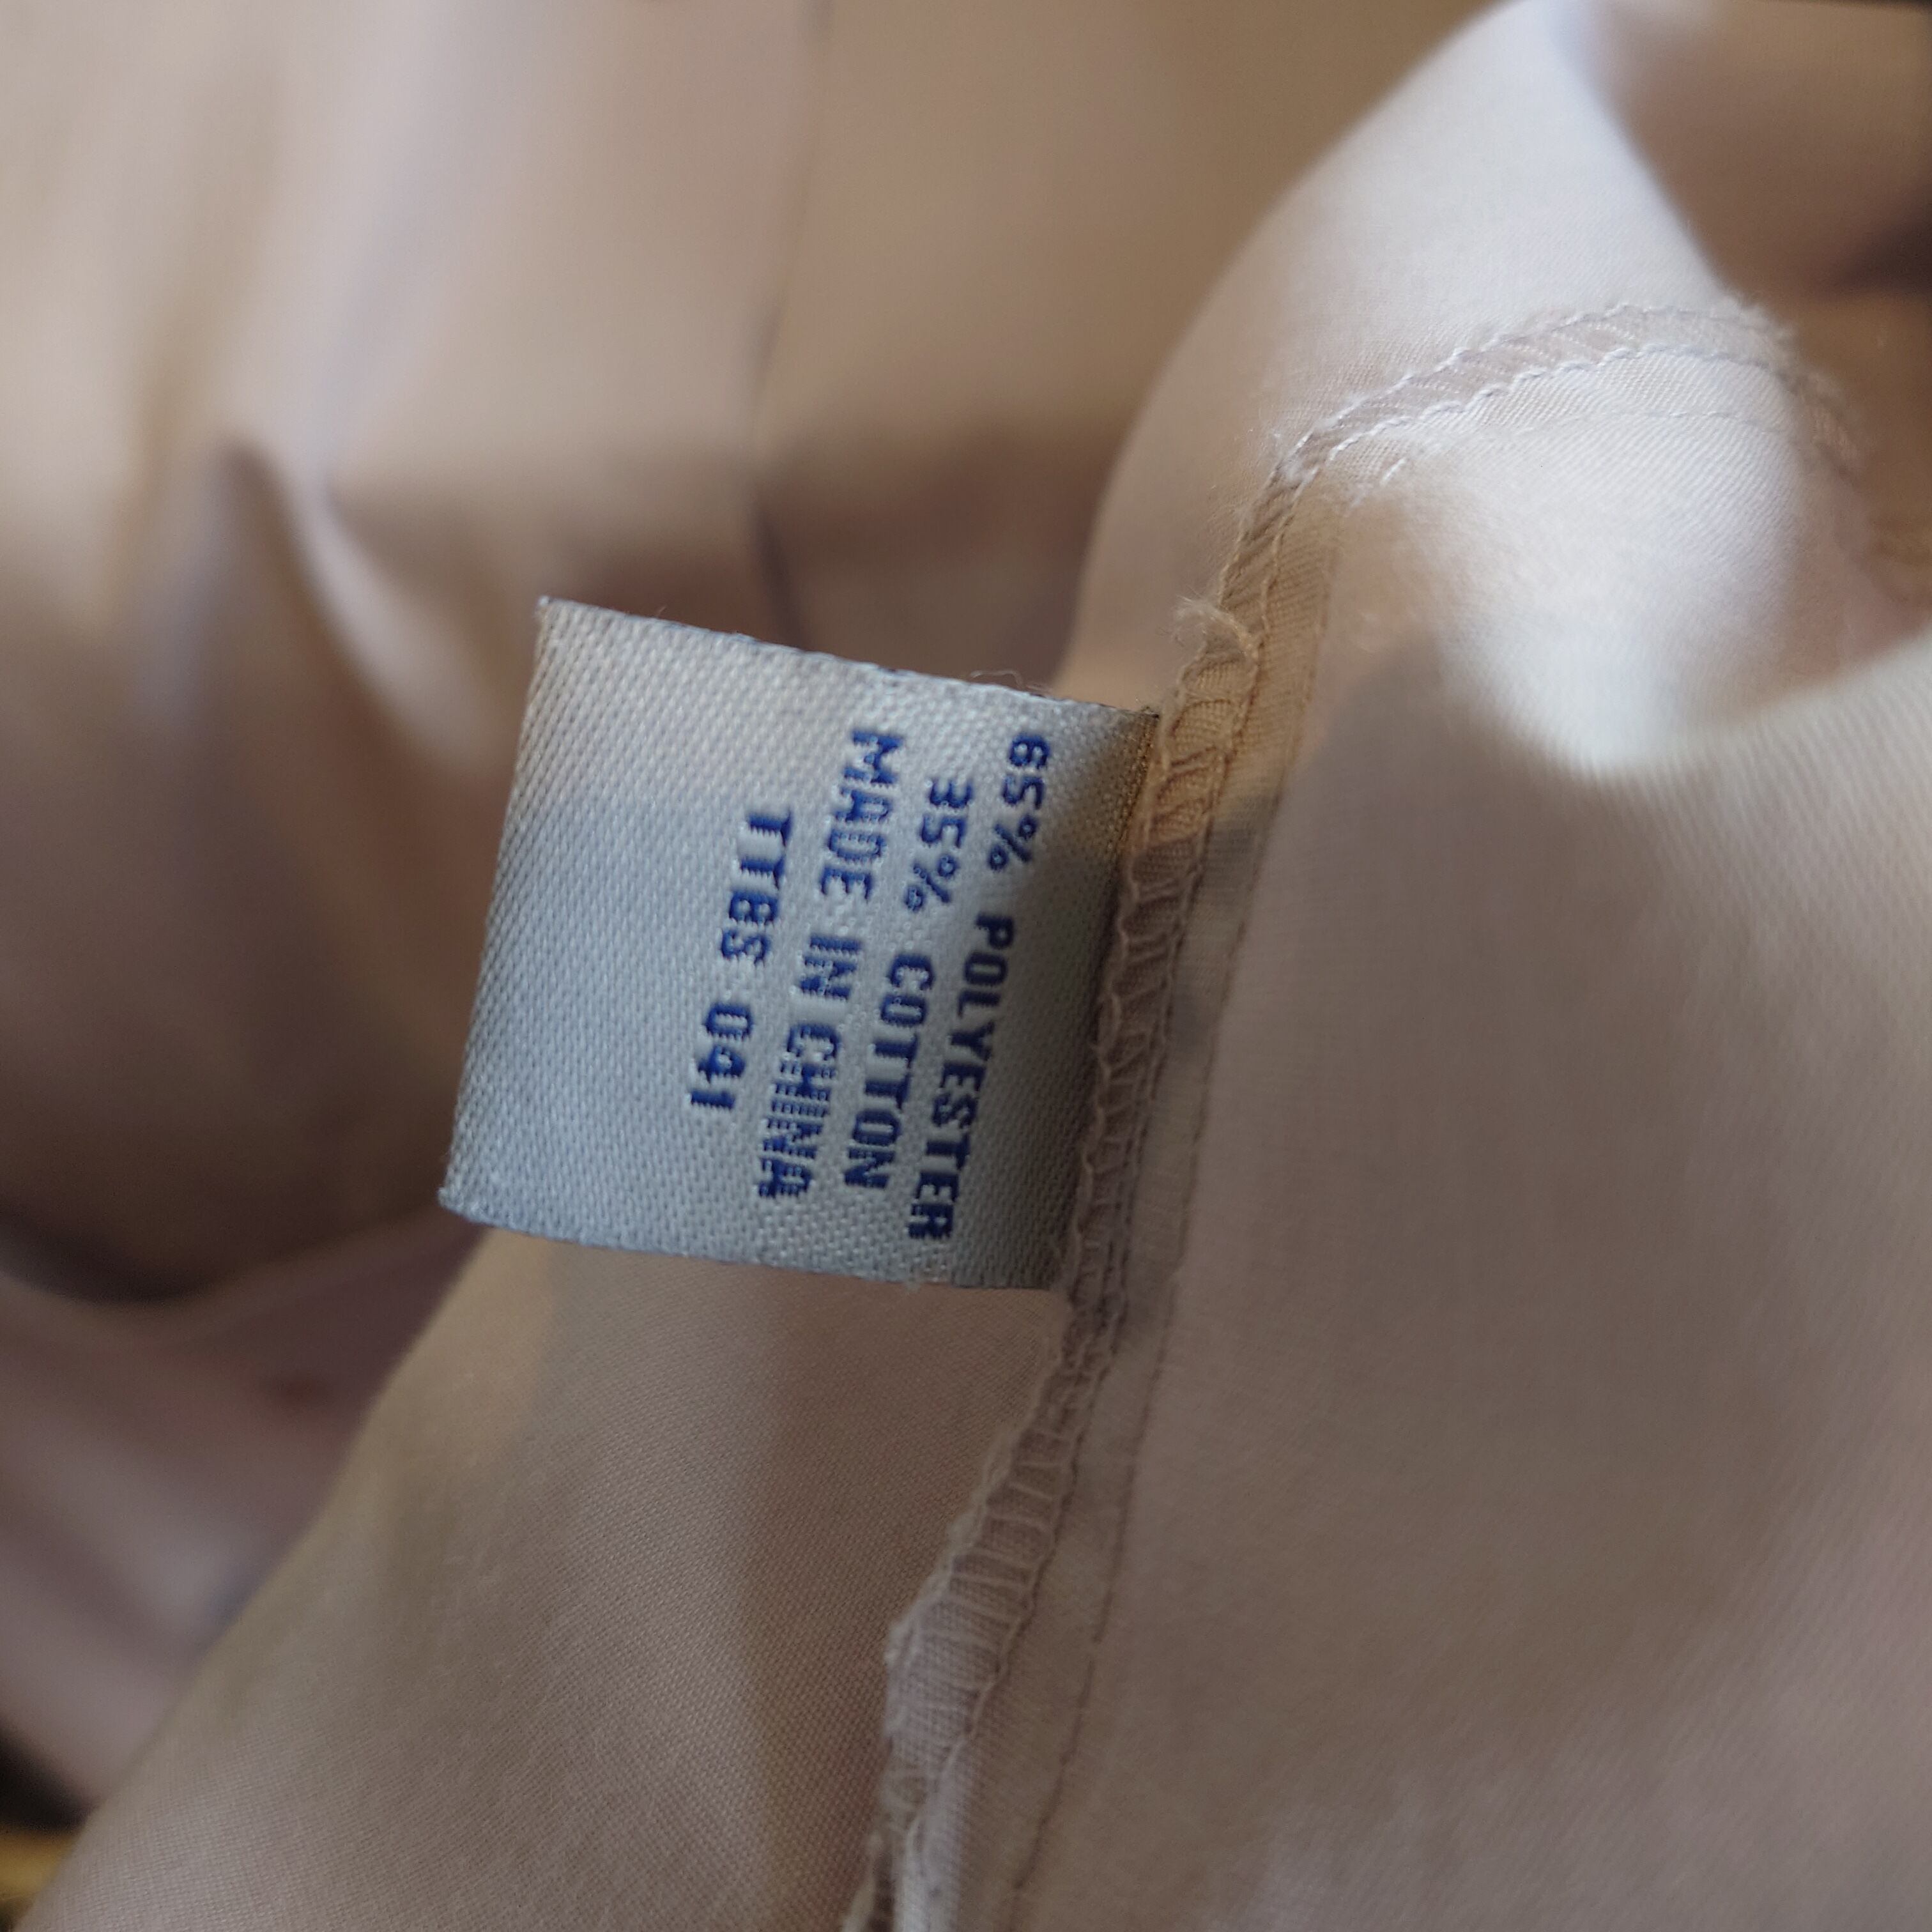 65% POLYESTER
35% COTTON
MADE IN CHINA
TTBS 041